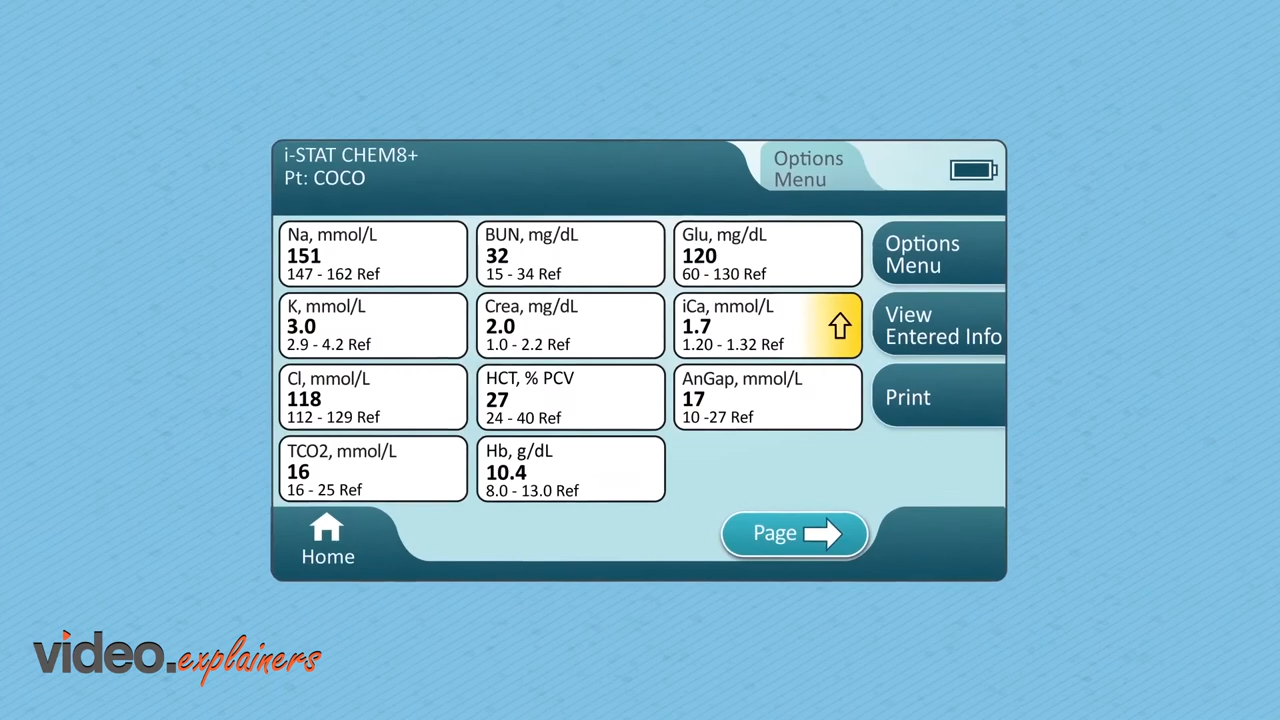 i-STAT CHEM8+
Pt: COCO
Options
Menu
Na, mmol/L
151
147 - 162 Ref
BUN, mg/dL
32
15 - 34 Ref
Glu, mg/dL
120
60 - 130 Ref
Options
Menu
K, mmol/L
3.0
2.9 - 4.2 Ref
Crea, mg/dL
2.0
1.0 - 2.2 Ref
iCa, mmol/L
1.7
1.20 - 1.32 Ref
View
Entered Info
Cl, mmol/L
118
112 - 129 Ref
HCT, % PCV
27
24 - 40 Ref
AnGap, mmol/L
17
10 -27 Ref
Print
TCO2, mmol/L
16
16 - 25 Ref
Hb, g/dL
10.4
8.0 - 13.0 Ref
Home
Page
video.explainers